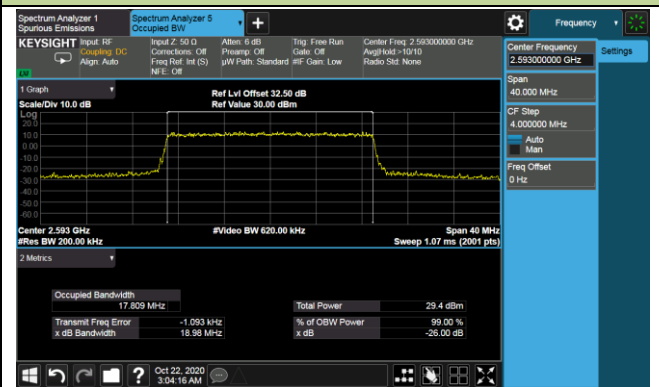 Spectrum Analyzer 1
Spurious Emissions
Spectrum Analyzer 5
Occupied BW
Frequency
KEYSIGHT
Input: RF
Coupling: DC
Align: Auto
Input Z: 50 Ω
Corrections: Off
Freq Ref: Int (S)
NFE: Off
Atten: 6 dB
Preamp: Off
µW Path: Standard
Trig: Free Run
Gate: Off
#IF Gain: Low
Center Freq: 2.593000000 GHz
Avg|Hold:>10/10
Radio Std: None
Center Frequency
2.593000000 GHz
Settings
Span
40.000 MHz
CF Step
4.000000 MHz
Auto
Man
Freq Offset
0 Hz
LW
1 Graph
Scale/Div 10.0 dB
Ref Lvl Offset 32.50 dB
Ref Value 30.00 dBm
Log
20.0
10.0
0.00
-10.0
-20.0
-30.0
-40.0
-50.0
-60.0
Center 2.593 GHz
#Video BW 620.00 kHz
Span 40 MHz
#Res BW 200.00 kHz
Sweep 1.07 ms (2001 pts)
2 Metrics
Occupied Bandwidth
17.809 MHz
Total Power 29.4 dBm
Transmit Freq Error -1.093 kHz
% of OBW Power 99.00 %
x dB Bandwidth 18.98 MHz
x dB -26.00 dB
?
Oct 22, 2020
3:04:16 AM